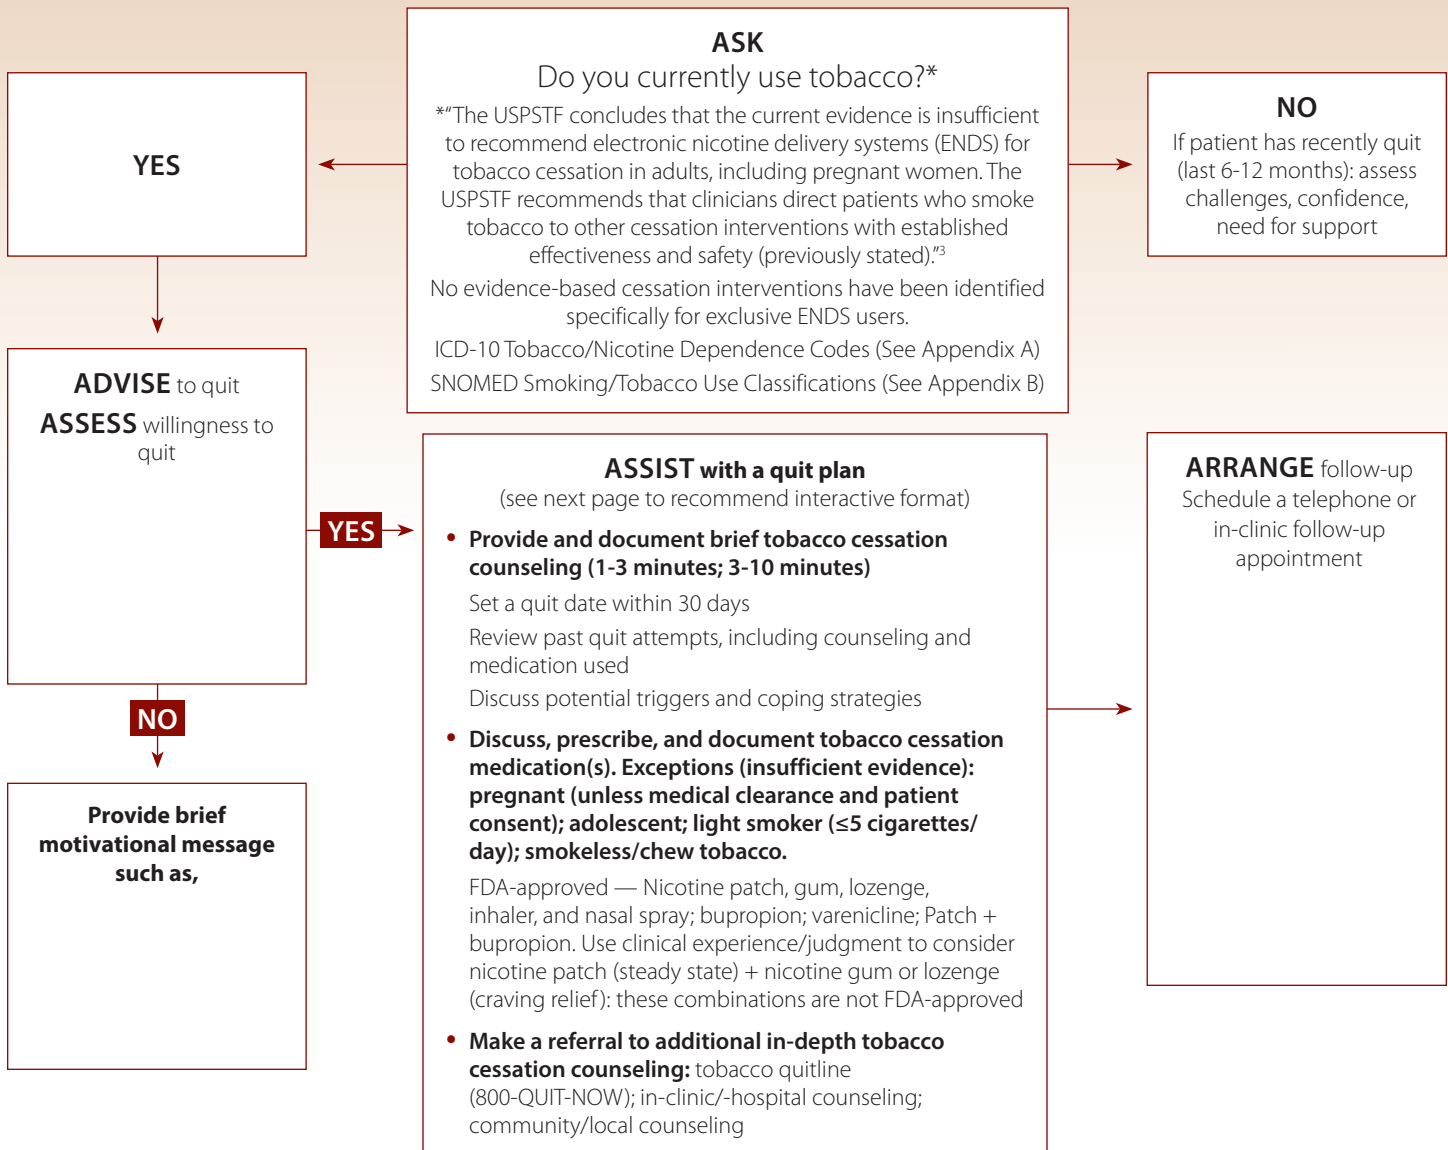 ASK
Do you currently use tobacco?*
*“The USPSTF concludes that the current evidence is insufficient
to recommend electronic nicotine delivery systems (ENDS) for
tobacco cessation in adults, including pregnant women. The
USPSTF recommends that clinicians direct patients who smoke
tobacco to other cessation interventions with established
effectiveness and safety (previously stated).”3
No evidence-based cessation interventions have been identified
specifically for exclusive ENDS users.
ICD-10 Tobacco/Nicotine Dependence Codes (See Appendix A)
SNOMED Smoking/Tobacco Use Classifications (See Appendix B)
YES
NO
If patient has recently quit
(last 6-12 months): assess
challenges, confidence,
need for support
ADVISE to quit
ASSESS willingness to
quit
YES
NO
Provide brief
motivational message
such as,
ASSIST with a quit plan
(see next page to recommend interactive format)
• Provide and document brief tobacco cessation
counseling (1-3 minutes; 3-10 minutes)
Set a quit date within 30 days
Review past quit attempts, including counseling and
medication used
Discuss potential triggers and coping strategies
• Discuss, prescribe, and document tobacco cessation
medication(s). Exceptions (insufficient evidence):
pregnant (unless medical clearance and patient
consent); adolescent; light smoker (≤5 cigarettes/
day); smokeless/chew tobacco.
FDA-approved — Nicotine patch, gum, lozenge,
inhaler, and nasal spray; bupropion; varenicline; Patch +
bupropion. Use clinical experience/judgment to consider
nicotine patch (steady state) + nicotine gum or lozenge
(craving relief): these combinations are not FDA-approved
• Make a referral to additional in-depth tobacco
cessation counseling: tobacco quitline
(800-QUIT-NOW); in-clinic/-hospital counseling;
community/local counseling
ARRANGE follow-up
Schedule a telephone or
in-clinic follow-up
appointment